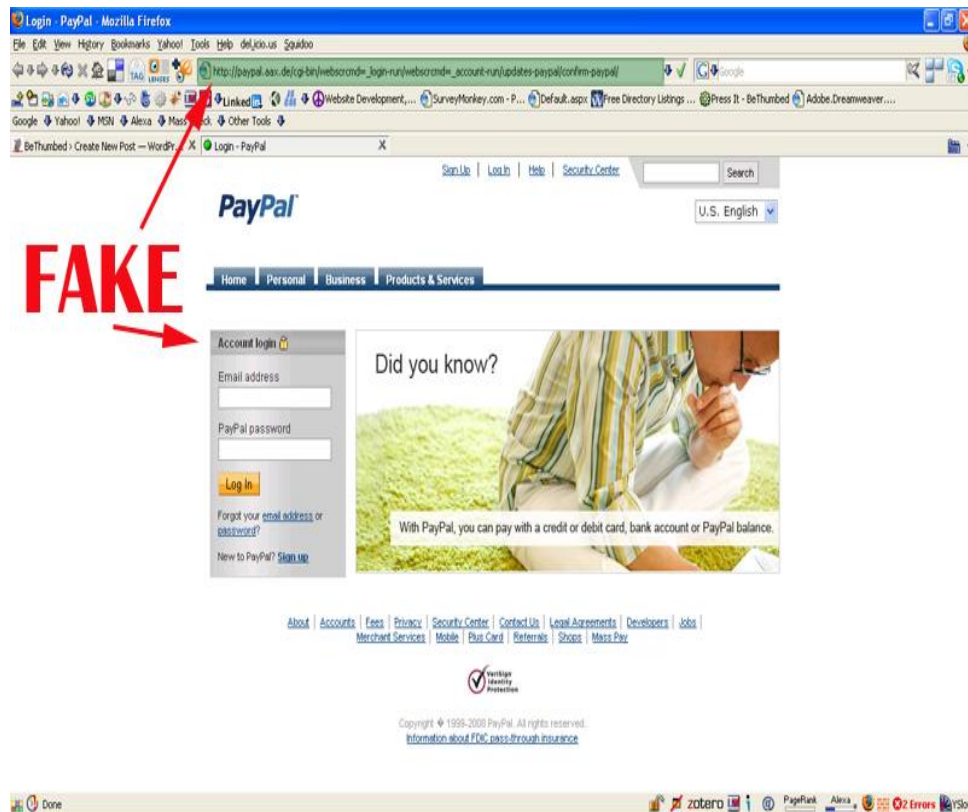 Login - PayPal - Mozilla Firefox
File Edit View History Bookmarks Yahoo! Tools Help del.icio.us Squidoo
TAG LENSES http://paypal.aax.de/cgi-bin/webscrcmd=_login-run/webscrcmd=_account-run/updates-paypal/confirm-paypal/ Google
Linked Website Development,... SurveyMonkey.com - P... Default.aspx Free Directory Listings ... Press It - BeThumbed Adobe.Dreamweaver....
Google Yahoo! MSN Alexa Other Tools
BeThumbed › Create New Post — WordPr... X Login - PayPal X
Sign Up | Log In | Help | Security Center Search
PayPal
U.S. English
FAKE
Home Personal Business Products & Services
Account login
Email address
PayPal password
Log In
Forgot your email address or
password?
New to PayPal? Sign up
Did you know?
With PayPal, you can pay with a credit or debit card, bank account or PayPal balance.
About | Accounts | Fees | Privacy | Security Center | Contact Us | Legal Agreements | Developers | Jobs |
Merchant Services | Mobile | Plus Card | Referrals | Shops | Mass Pay
VeriSign
Identity
Protection
Copyright � 1999-2008 PayPal. All rights reserved.
Information about FDIC pass-through insurance
Done zotero PageRank Alexa 2 Errors YSlo